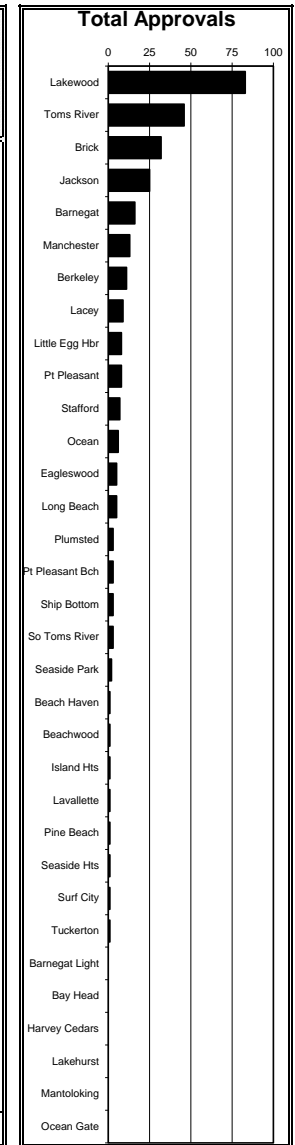 Total Approvals
0 25 50 75 100
Lakewood
Toms River
Brick
Jackson
Barnegat
Manchester
Berkeley
Lacey
Little Egg Hbr
Pt Pleasant
Stafford
Ocean
Eagleswood
Long Beach
Plumsted
Pt Pleasant Bch
Ship Bottom
So Toms River
Seaside Park
Beach Haven
Beachwood
Island Hts
Lavallette
Pine Beach
Seaside Hts
Surf City
Tuckerton
Barnegat Light
Bay Head
Harvey Cedars
Lakehurst
Mantoloking
Ocean Gate